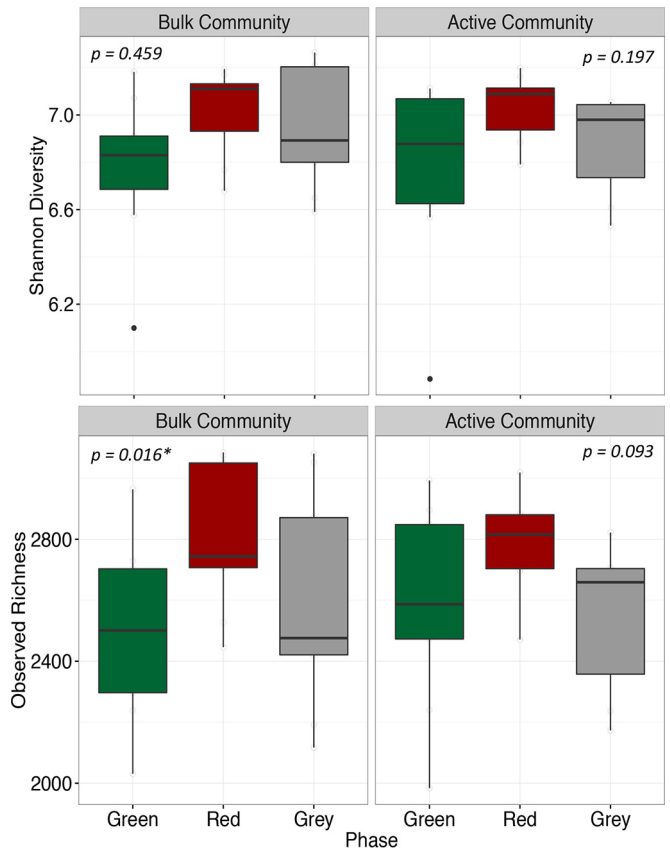 Bulk Community
Active Community
p = 0.459
p = 0.197
Shannon Diversity
7.0
6.6
6.2
Bulk Community
Active Community
p = 0.016*
p = 0.093
Observed Richness
2800
2400
2000
Green Red Grey
Green Red Grey
Phase